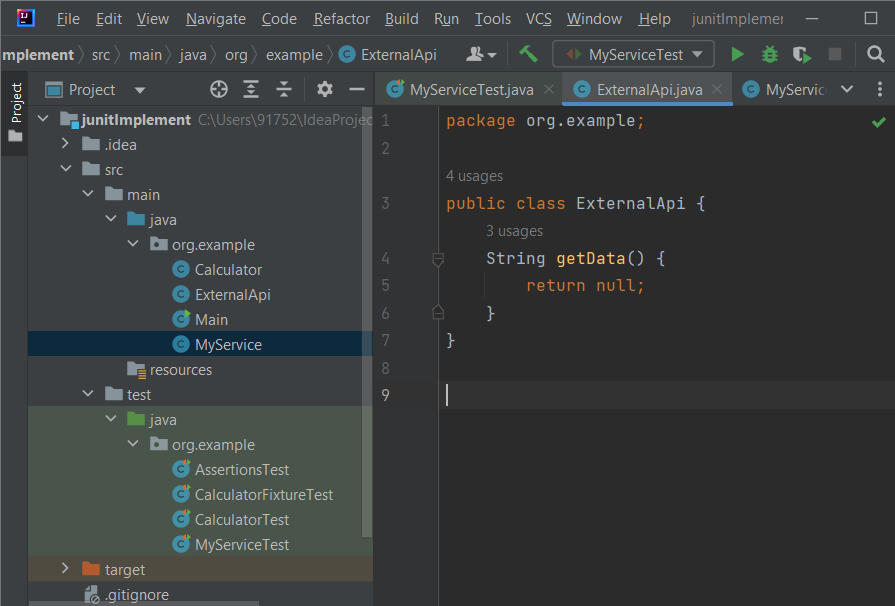 File Edit View Navigate Code Refactor Build Run Tools VCS Window Help junitImplemen
mplement src main java org example ExternalApi MyServiceTest
Project
Project
MyServiceTest.java ExternalApi.java MyServic
junitImplement C:\Users\91752\IdeaProjec
.idea
src
main
java
org.example
Calculator
ExternalApi
Main
MyService
resources
test
java
org.example
AssertionsTest
CalculatorFixtureTest
CalculatorTest
MyServiceTest
target
.gitignore
1 package org.example;
2
4 usages
3 public class ExternalApi {
3 usages
4 String getData() {
5 return null;
6 }
7 }
8
9